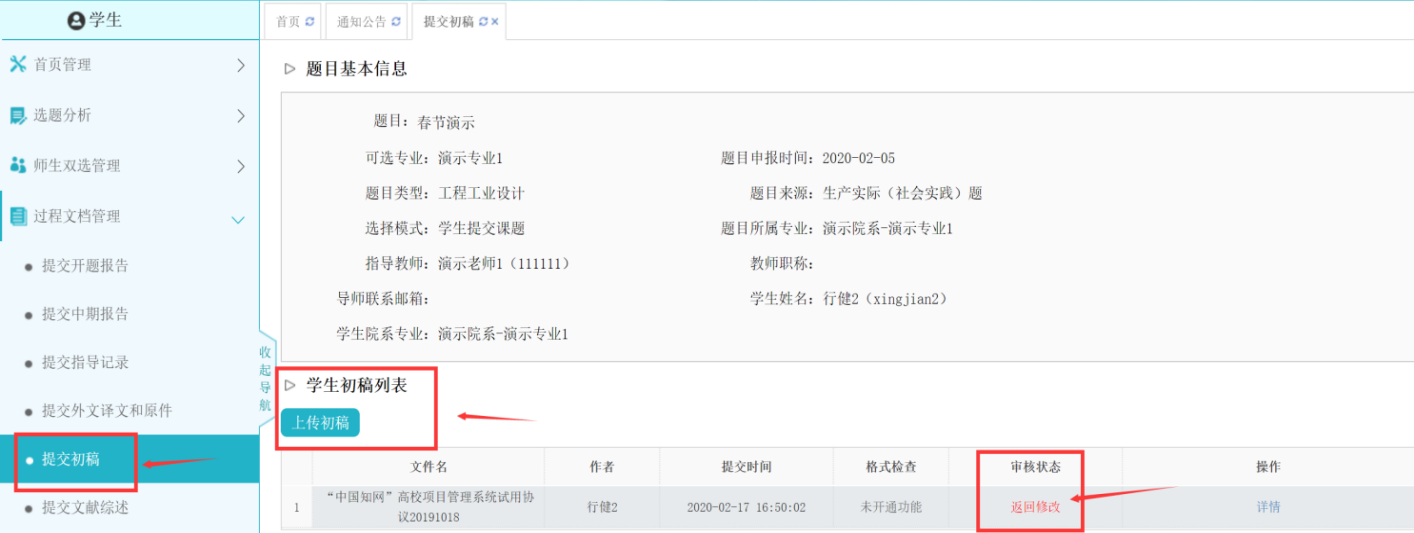 学生
首页 通知公告 提交初稿
首页管理
选题分析
师生双选管理
过程文档管理
提交开题报告
提交中期报告
提交指导记录
提交外文译文和原件
提交初稿
提交文献综述
收起导航
题目基本信息
题目：春节演示
可选专业：演示专业1 题目申报时间：2020-02-05
题目类型：工程工业设计 题目来源：生产实际（社会实践）题
选择模式：学生提交课题 题目所属专业：演示院系-演示专业1
指导教师：演示老师1（111111） 教师职称：
导师联系邮箱： 学生姓名：行健2（xingjian2）
学生院系专业：演示院系-演示专业1
学生初稿列表
上传初稿
文件名 作者 提交时间 格式检查 审核状态 操作
1 “中国知网”高校项目管理系统试用协
议20191018 行健2 2020-02-17 16:50:02 未开通功能 返回修改 详情